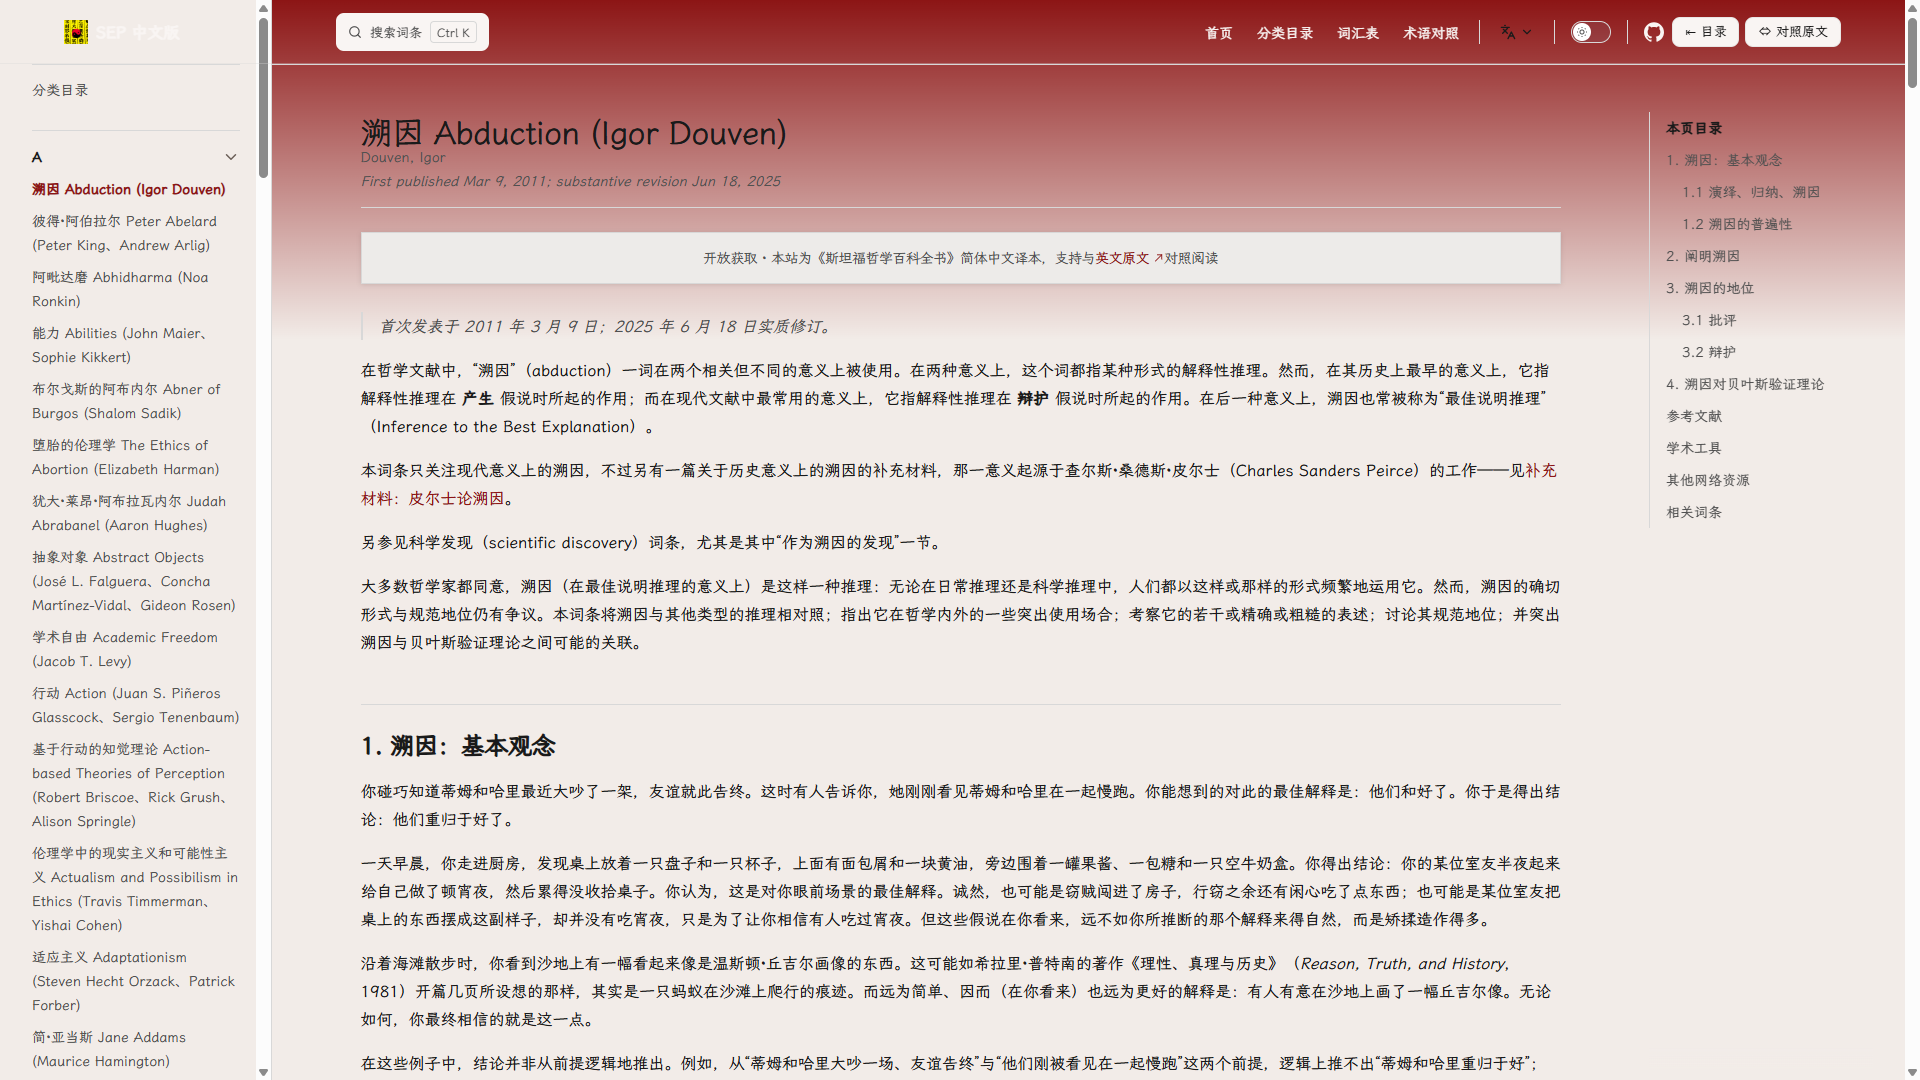 SEP 中文版
搜索词条 Ctrl K
首页 分类目录 词汇表 术语对照
⇤ 目录
⇔ 对照原文
分类目录
A
溯因 Abduction (Igor Douven)
彼得·阿伯拉尔 Peter Abelard
(Peter King、Andrew Arlig)
阿毗达磨 Abhidharma (Noa
Ronkin)
能力 Abilities (John Maier、
Sophie Kikkert)
布尔戈斯的阿布内尔 Abner of
Burgos (Shalom Sadik)
堕胎的伦理学 The Ethics of
Abortion (Elizabeth Harman)
犹大·莱昂·阿布拉瓦内尔 Judah
Abrabanel (Aaron Hughes)
抽象对象 Abstract Objects
(José L. Falguera、Concha
Martínez-Vidal、Gideon Rosen)
学术自由 Academic Freedom
(Jacob T. Levy)
行动 Action (Juan S. Piñeros
Glasscock、Sergio Tenenbaum)
基于行动的知觉理论 Action-
based Theories of Perception
(Robert Briscoe、Rick Grush、
Alison Springle)
伦理学中的现实主义和可能性主
义 Actualism and Possibilism in
Ethics (Travis Timmerman、
Yishai Cohen)
适应主义 Adaptationism
(Steven Hecht Orzack、Patrick
Forber)
简·亚当斯 Jane Addams
(Maurice Hamington)
溯因 Abduction (Igor Douven)
Douven, Igor
First published Mar 9, 2011; substantive revision Jun 18, 2025
开放获取 · 本站为《斯坦福哲学百科全书》简体中文译本，支持与英文原文 ↗对照阅读
首次发表于 2011 年 3 月 9 日；2025 年 6 月 18 日实质修订。
在哲学文献中，“溯因”（abduction）一词在两个相关但不同的意义上被使用。在两种意义上，这个词都指某种形式的解释性推理。然而，在其历史上最早的意义上，它指
解释性推理在 产生 假说时所起的作用；而在现代文献中最常用的意义上，它指解释性推理在 辩护 假说时所起的作用。在后一种意义上，溯因也常被称为“最佳说明推理”
（Inference to the Best Explanation）。
本词条只关注现代意义上的溯因，不过另有一篇关于历史意义上的溯因的补充材料，那一意义起源于查尔斯·桑德斯·皮尔士（Charles Sanders Peirce）的工作——见补充
材料：皮尔士论溯因。
另参见科学发现（scientific discovery）词条，尤其是其中“作为溯因的发现”一节。
大多数哲学家都同意，溯因（在最佳说明推理的意义上）是这样一种推理：无论在日常推理还是科学推理中，人们都以这样或那样的形式频繁地运用它。然而，溯因的确切
形式与规范地位仍有争议。本词条将溯因与其他类型的推理相对照；指出它在哲学内外的一些突出使用场合；考察它的若干或精确或粗糙的表述；讨论其规范地位；并突出
溯因与贝叶斯验证理论之间可能的关联。
1. 溯因：基本观念
你碰巧知道蒂姆和哈里最近大吵了一架，友谊就此告终。这时有人告诉你，她刚刚看见蒂姆和哈里在一起慢跑。你能想到的对此的最佳解释是：他们和好了。你于是得出结
论：他们重归于好了。
一天早晨，你走进厨房，发现桌上放着一只盘子和一只杯子，上面有面包屑和一块黄油，旁边围着一罐果酱、一包糖和一只空牛奶盒。你得出结论：你的某位室友半夜起来
给自己做了顿宵夜，然后累得没收拾桌子。你认为，这是对你眼前场景的最佳解释。诚然，也可能是窃贼闯进了房子，行窃之余还有闲心吃了点东西；也可能是某位室友把
桌上的东西摆成这副样子，却并没有吃宵夜，只是为了让你相信有人吃过宵夜。但这些假说在你看来，远不如你所推断的那个解释来得自然，而是矫揉造作得多。
沿着海滩散步时，你看到沙地上有一幅看起来像是温斯顿·丘吉尔画像的东西。这可能如希拉里·普特南的著作《理性、真理与历史》（Reason, Truth, and History,
1981）开篇几页所设想的那样，其实是一只蚂蚁在沙滩上爬行的痕迹。而远为简单、因而（在你看来）也远为更好的解释是：有人有意在沙地上画了一幅丘吉尔像。无论
如何，你最终相信的就是这一点。
在这些例子中，结论并非从前提逻辑地推出。例如，从“蒂姆和哈里大吵一场、友谊告终”与“他们刚被看见在一起慢跑”这两个前提，逻辑上推不出“蒂姆和哈里重归于好”；
本页目录
1. 溯因：基本观念
1.1 演绎、归纳、溯因
1.2 溯因的普遍性
2. 阐明溯因
3. 溯因的地位
3.1 批评
3.2 辩护
4. 溯因对贝叶斯验证理论
参考文献
学术工具
其他网络资源
相关词条